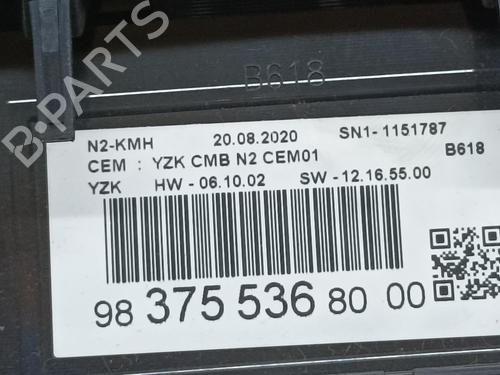 B618
N2-KMH 20.08.2020 SN1- 1151787
CEM : YZK CMB N2 CEM01 B618
YZK HW - 06.10.02 SW - 12.16.55.00
98 375 536 80 00
B-PARTS